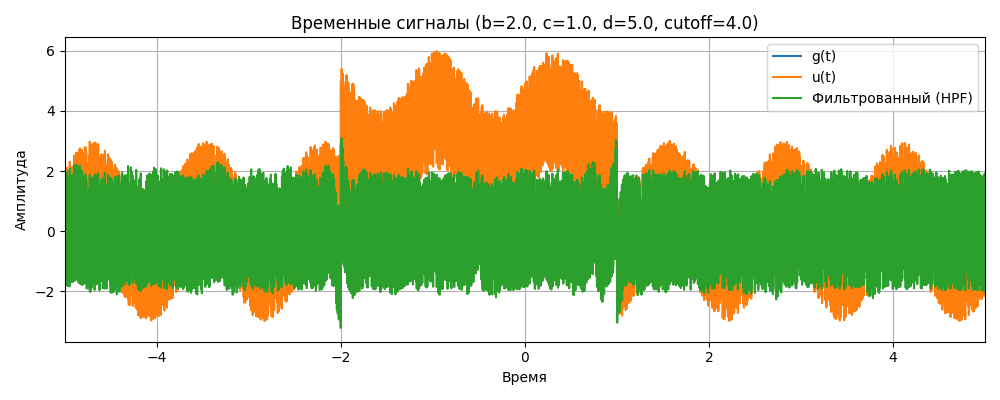 Временные сигналы (b=2.0, c=1.0, d=5.0, cutoff=4.0)
g(t)
u(t)
Фильтрованный (HPF)
Амплитуда
6
4
2
0
−2
−4
−2
0
2
4
Время